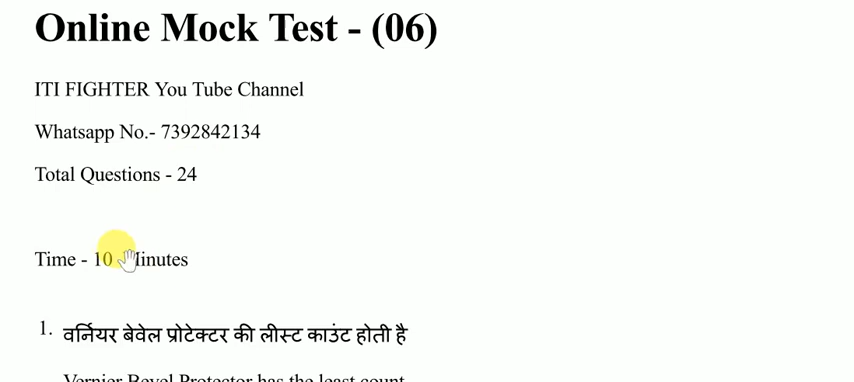 Online Mock Test - (06)
ITI FIGHTER You Tube Channel
Whatsapp No.- 7392842134
Total Questions - 24
Time - 10 Minutes
1. वर्नियर बेवेल प्रोटेक्टर की लीस्ट काउंट होती है
Vernier Bevel Protector has the least count